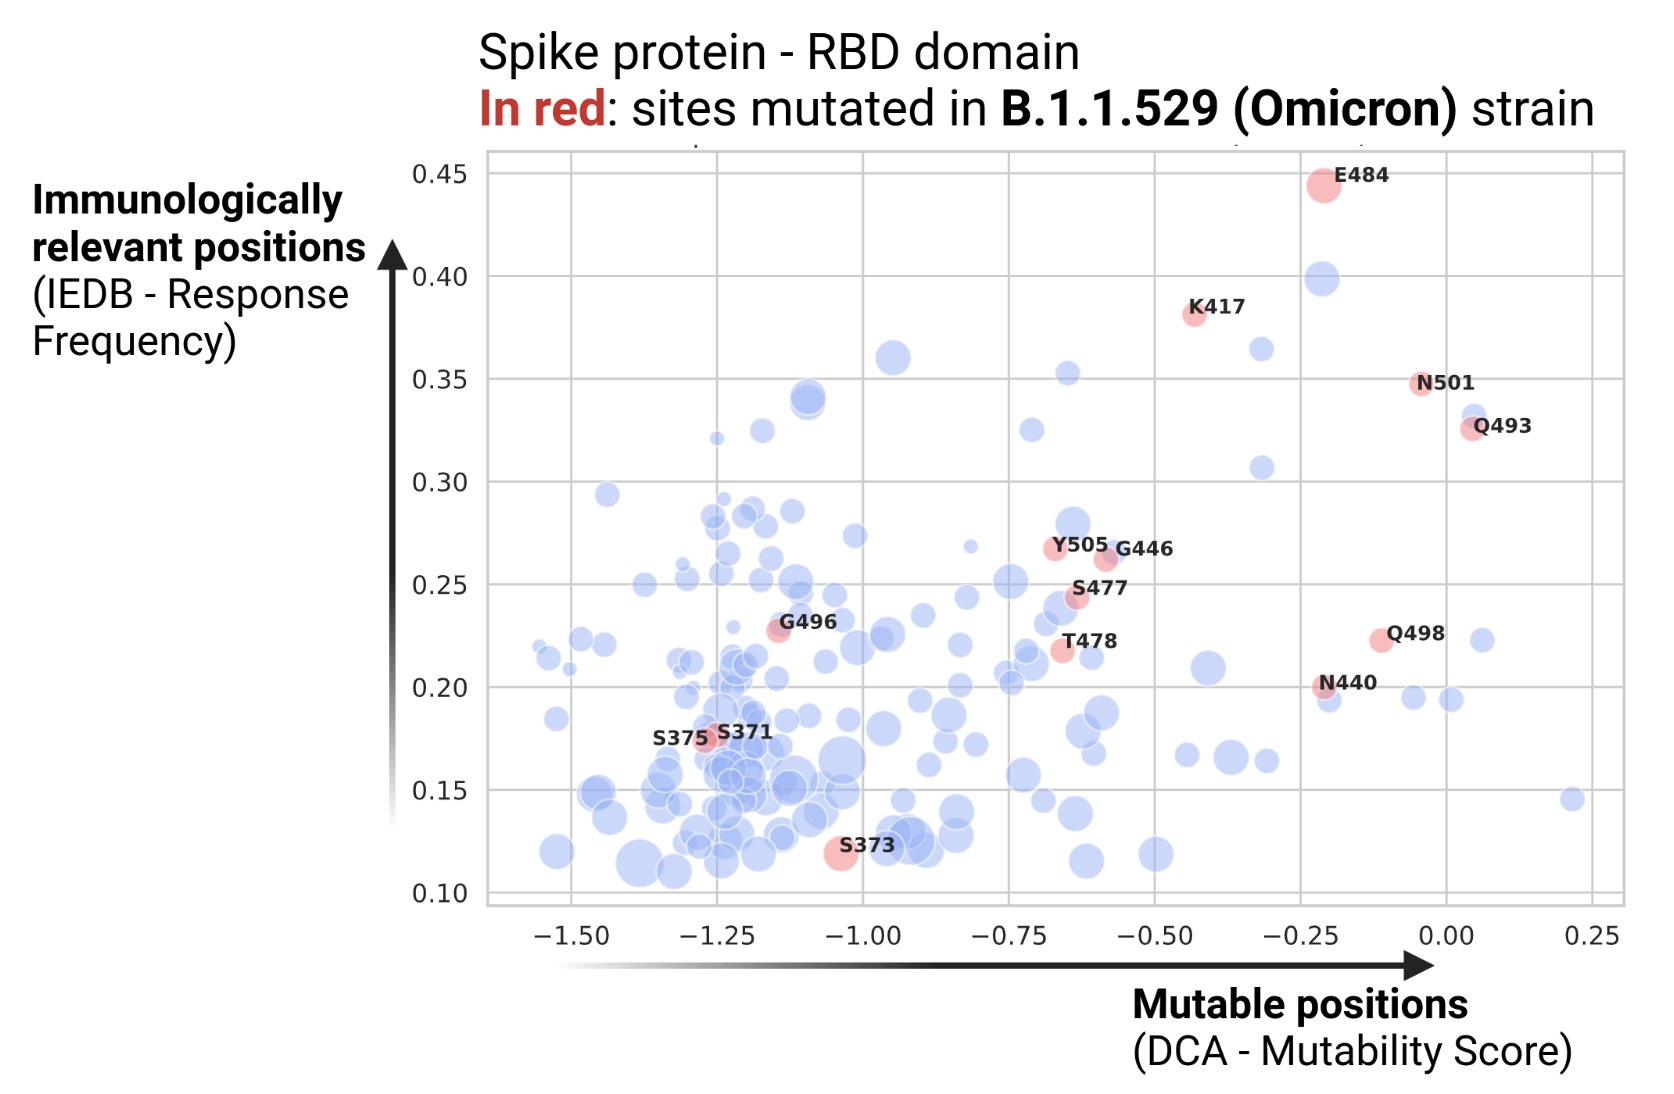 Spike protein - RBD domain
In red: sites mutated in B.1.1.529 (Omicron) strain
Immunologically
relevant positions
(IEDB - Response
Frequency)
0.45
0.40
0.35
0.30
0.25
0.20
0.15
0.10
E484
K417
N501
Q493
Y505
G446
S477
G496
Q498
T478
N440
S371
S375
S373
−1.50 −1.25 −1.00 −0.75 −0.50 −0.25 0.00 0.25
Mutable positions
(DCA - Mutability Score)